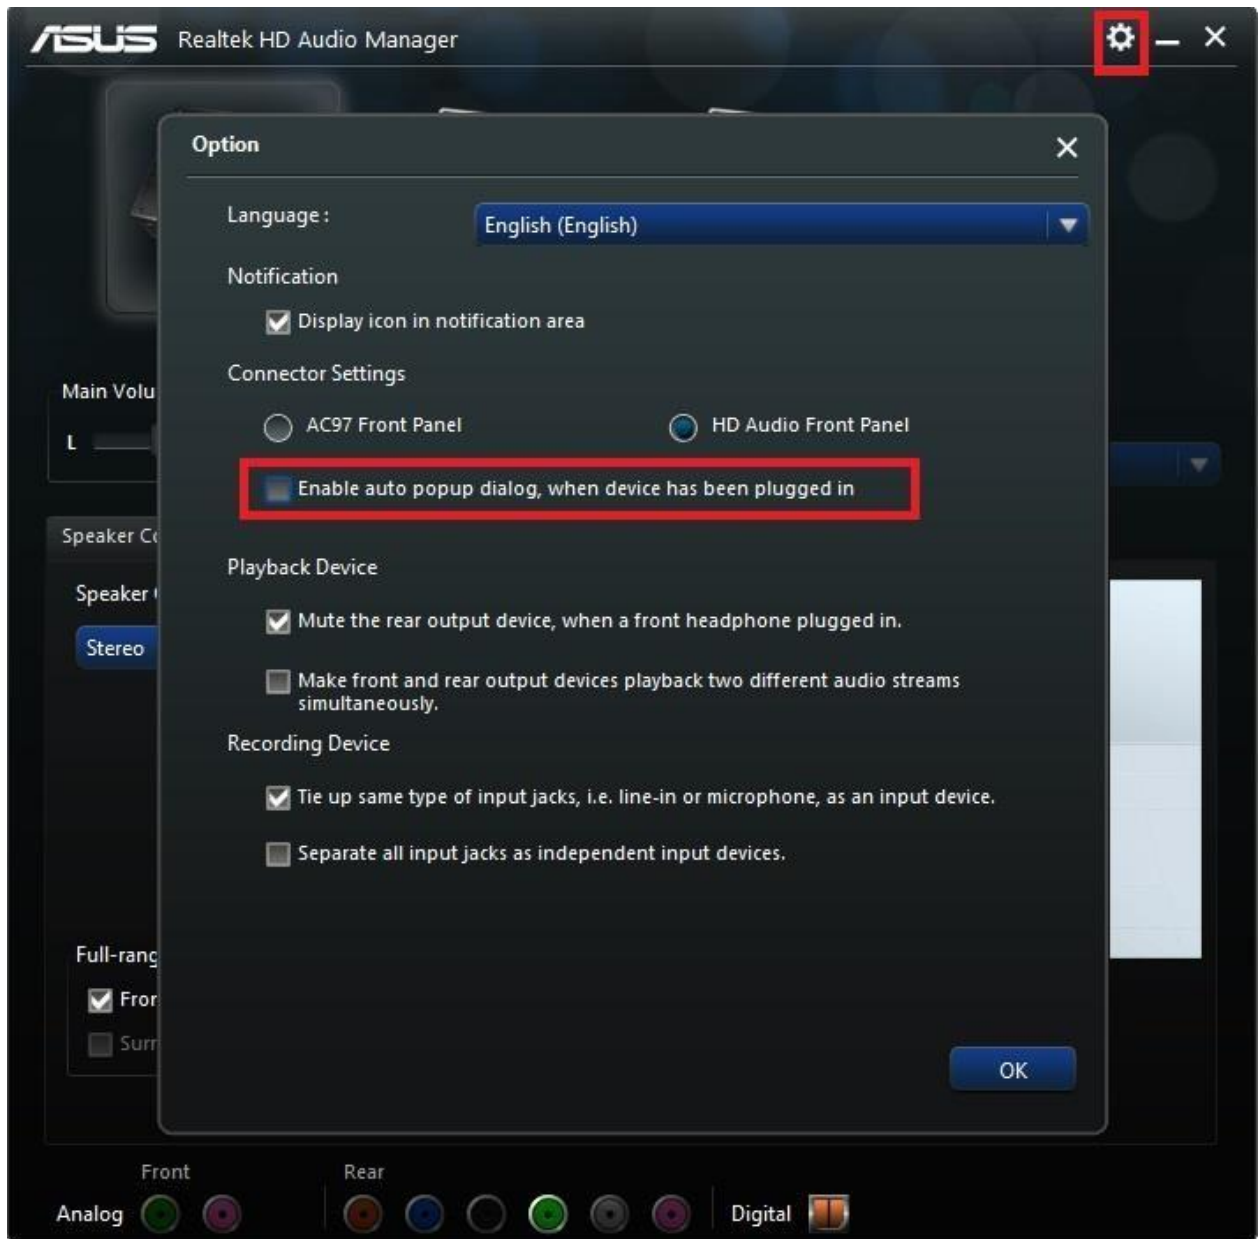 ASUS Realtek HD Audio Manager
Option
Language :
English (English)
Notification
Display icon in notification area
Connector Settings
Main Volu
AC97 Front Panel
HD Audio Front Panel
L
Enable auto popup dialog, when device has been plugged in
Speaker Co
Playback Device
Speaker
Mute the rear output device, when a front headphone plugged in.
Stereo
Make front and rear output devices playback two different audio streams
simultaneously.
Recording Device
Tie up same type of input jacks, i.e. line-in or microphone, as an input device.
Separate all input jacks as independent input devices.
Full-rang
Fror
Surr
OK
Front
Rear
Analog
Digital